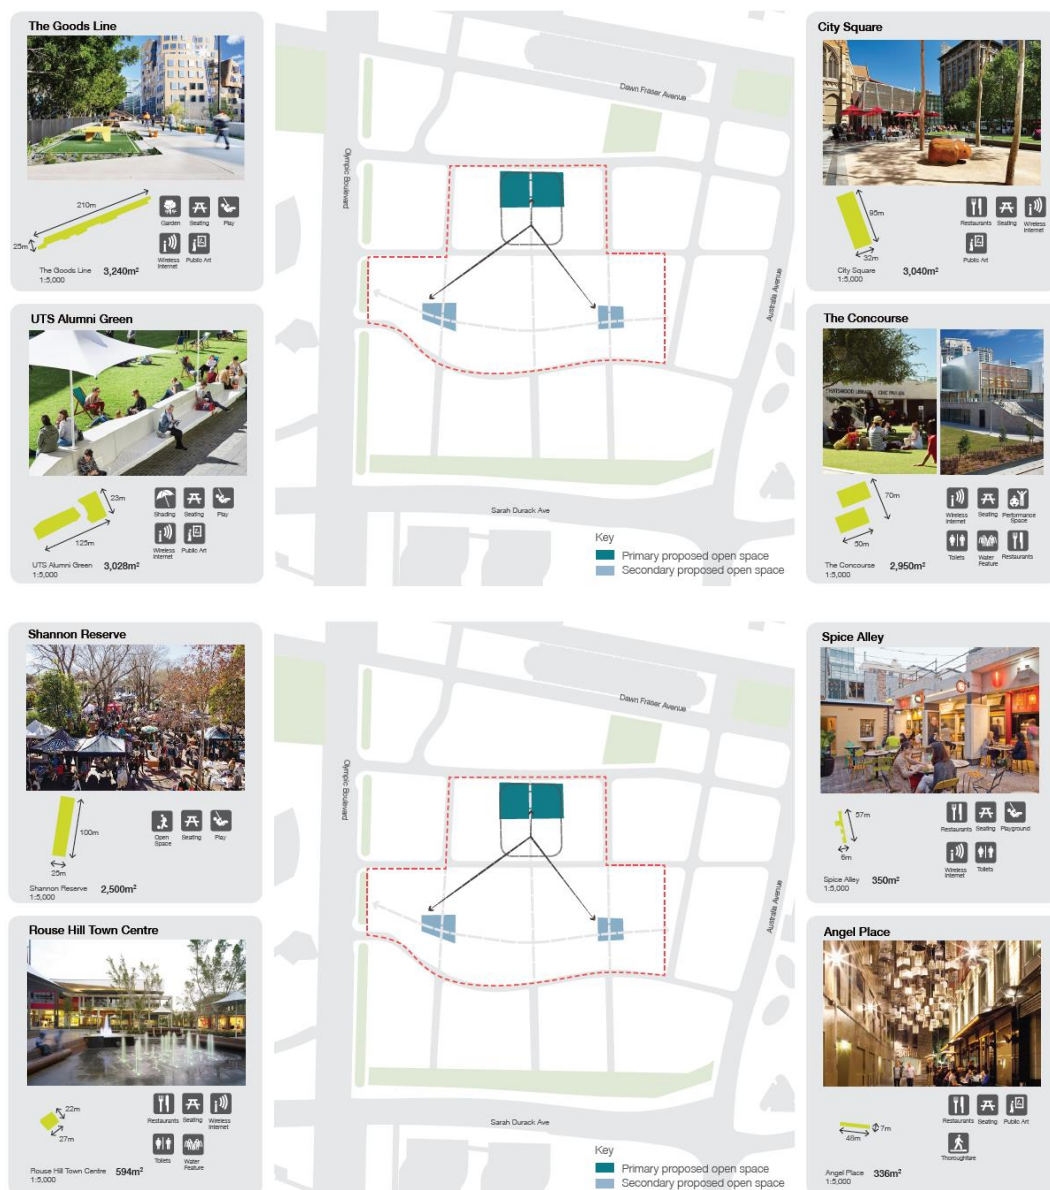 The Goods Line
210m
25m
Garden
Seating
Play
Wireless
Internet
Public Art
The Goods Line 3,240m²
1:5,000
UTS Alumni Green
23m
125m
Shading
Seating
Play
Wireless
Internet
Public Art
UTS Alumni Green 3,028m²
1:5,000
Dawn Fraser Avenue
Olympic Boulevard
Australia Avenue
Sarah Durack Ave
Key
Primary proposed open space
Secondary proposed open space
City Square
95m
32m
Restaurants
Seating
Wireless
Internet
Public Art
City Square 3,040m²
1:5,000
The Concourse
70m
50m
Wireless
Internet
Seating
Performance
Space
Toilets
Water
Feature
Restaurants
The Concourse 2,950m²
1:5,000
Shannon Reserve
100m
25m
Open
Space
Seating
Play
Shannon Reserve 2,500m²
1:5,000
Rouse Hill Town Centre
22m
27m
Restaurants
Seating
Wireless
Internet
Toilets
Water
Feature
Rouse Hill Town Centre 594m²
1:5,000
Dawn Fraser Avenue
Olympic Boulevard
Australia Avenue
Sarah Durack Ave
Key
Primary proposed open space
Secondary proposed open space
Spice Alley
57m
6m
Restaurants
Seating
Playground
Wireless
Internet
Toilets
Spice Alley 350m²
1:5,000
Angel Place
7m
48m
Restaurants
Seating
Public Art
Thoroughfare
Angel Place 336m²
1:5,000